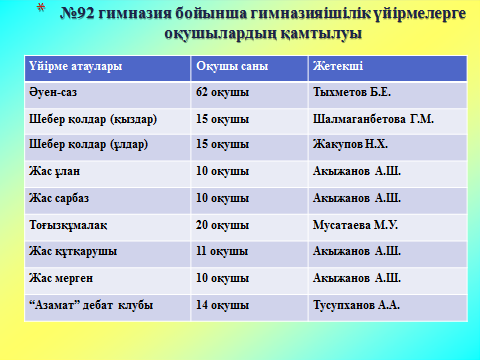 * №92 гимназия бойынша гимназияішілік үйірмелерге
оқушылардың қамтылуы
Үйірме атаулары Оқушы саны Жетекші
Әуен-саз 62 оқушы Тыхметов Б.Е.
Шебер қолдар (қыздар) 15 оқушы Шалмаганбетова Г.М.
Шебер қолдар (ұлдар) 15 оқушы Жакупов Н.Х.
Жас ұлан 10 оқушы Акыжанов А.Ш.
Жас сарбаз 10 оқушы Акыжанов А.Ш.
Тоғызқұмалақ 20 оқушы Мусатаева М.У.
Жас құтқарушы 11 оқушы Акыжанов А.Ш.
Жас мерген 10 оқушы Акыжанов А.Ш.
“Азамат” дебат клубы 14 оқушы Тусупханов А.А.